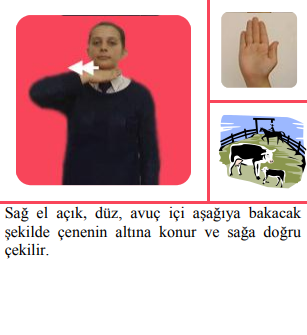 Sağ el açık, düz, avuç içi aşağıya bakacak
şekilde çenenin altına konur ve sağa doğru
çekilir.